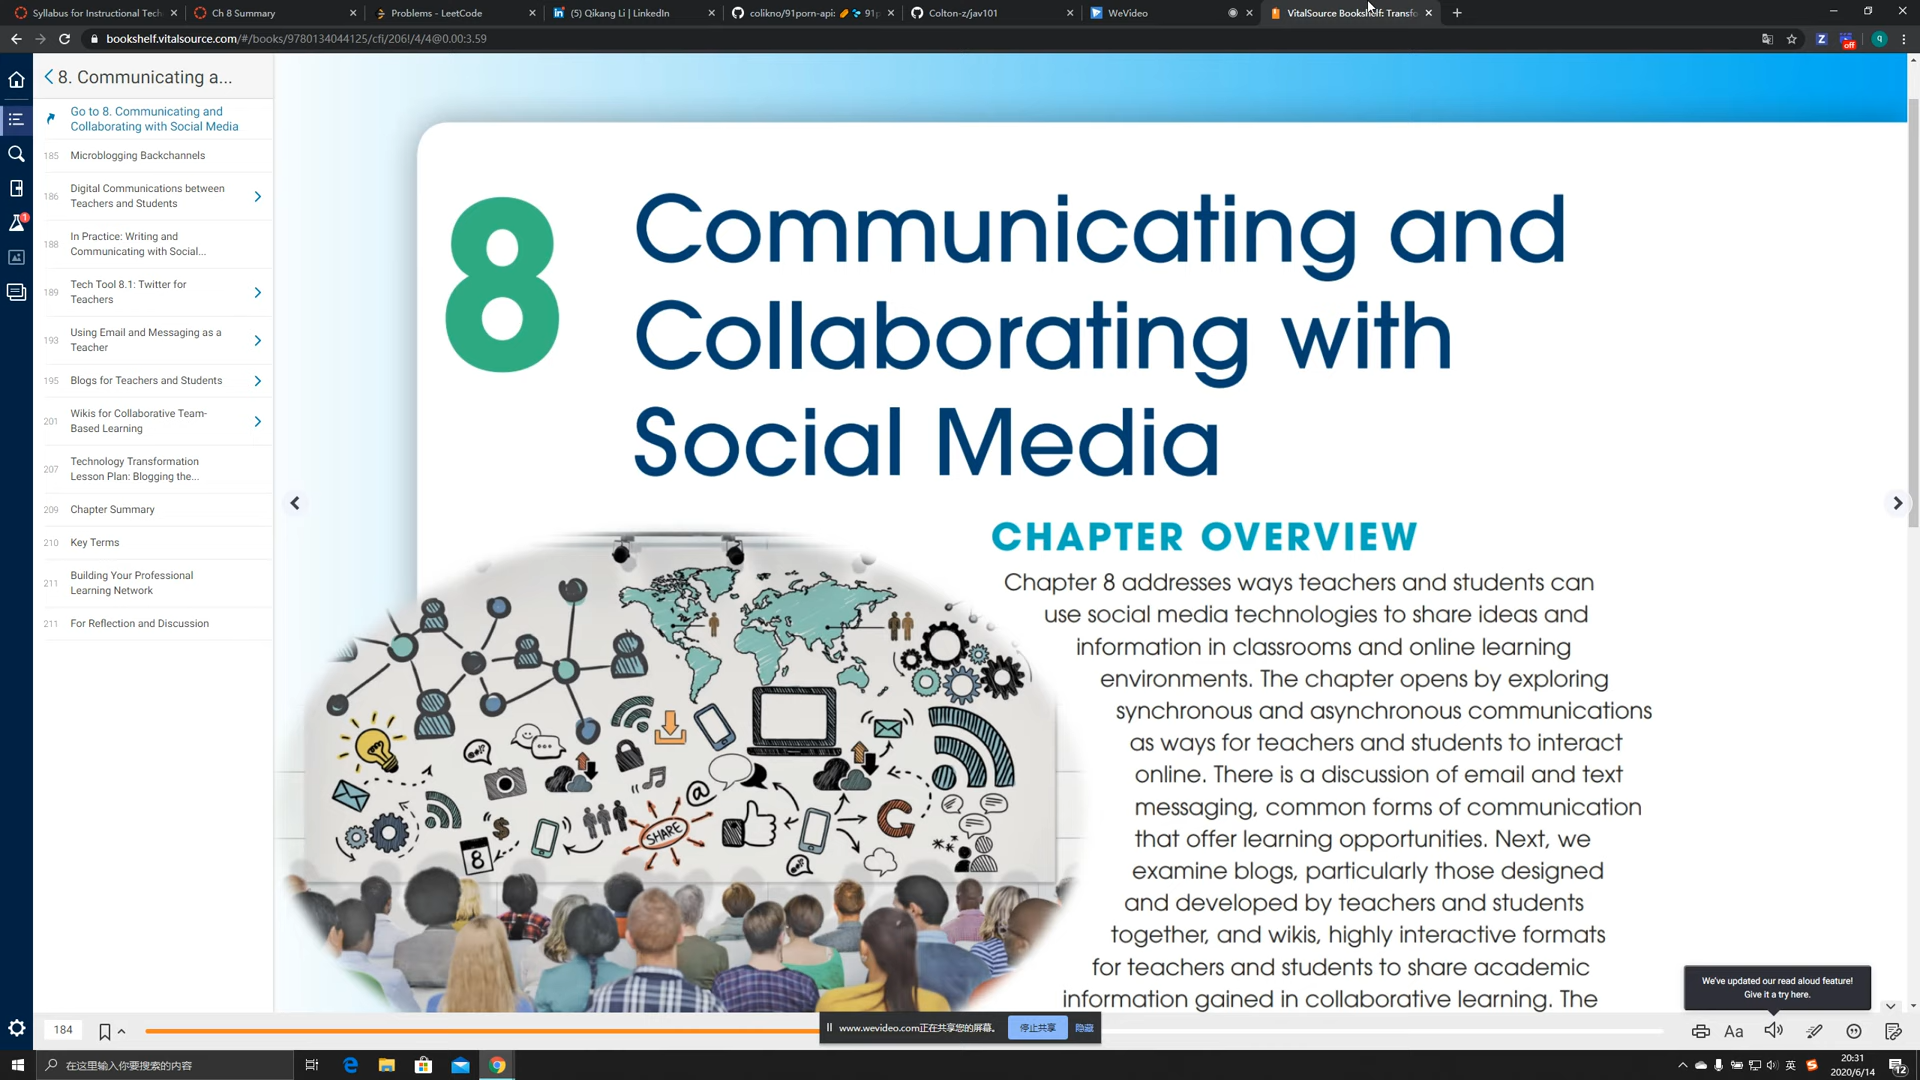 Syllabus for Instructional Tech
Ch 8 Summary
Problems - LeetCode
(5) Qikang Li | LinkedIn
colikno/91porn-api: 91p
Colton-z/jav101
WeVideo
VitalSource Bookshelf: Transfo
bookshelf.vitalsource.com/#/books/9780134044125/cfi/206!/4/4@0.00:3.59
off
q
8. Communicating a...
Go to 8. Communicating and
Collaborating with Social Media
185 Microblogging Backchannels
186 Digital Communications between
Teachers and Students
188 In Practice: Writing and
Communicating with Social...
189 Tech Tool 8.1: Twitter for
Teachers
193 Using Email and Messaging as a
Teacher
195 Blogs for Teachers and Students
201 Wikis for Collaborative Team-
Based Learning
207 Technology Transformation
Lesson Plan: Blogging the...
209 Chapter Summary
210 Key Terms
211 Building Your Professional
Learning Network
211 For Reflection and Discussion
1
8
Communicating and
Collaborating with
Social Media
CHAPTER OVERVIEW
Chapter 8 addresses ways teachers and students can
use social media technologies to share ideas and
information in classrooms and online learning
environments. The chapter opens by exploring
synchronous and asynchronous communications
as ways for teachers and students to interact
online. There is a discussion of email and text
messaging, common forms of communication
that offer learning opportunities. Next, we
examine blogs, particularly those designed
and developed by teachers and students
together, and wikis, highly interactive formats
for teachers and students to share academic
information gained in collaborative learning. The
@
SHARE
$
8
G
We've updated our read aloud feature!
Give it a try here.
184
www.wevideo.com正在共享您的屏幕。
停止共享
隐藏
Aa
在这里输入你要搜索的内容
英
20:31
2020/6/14
12